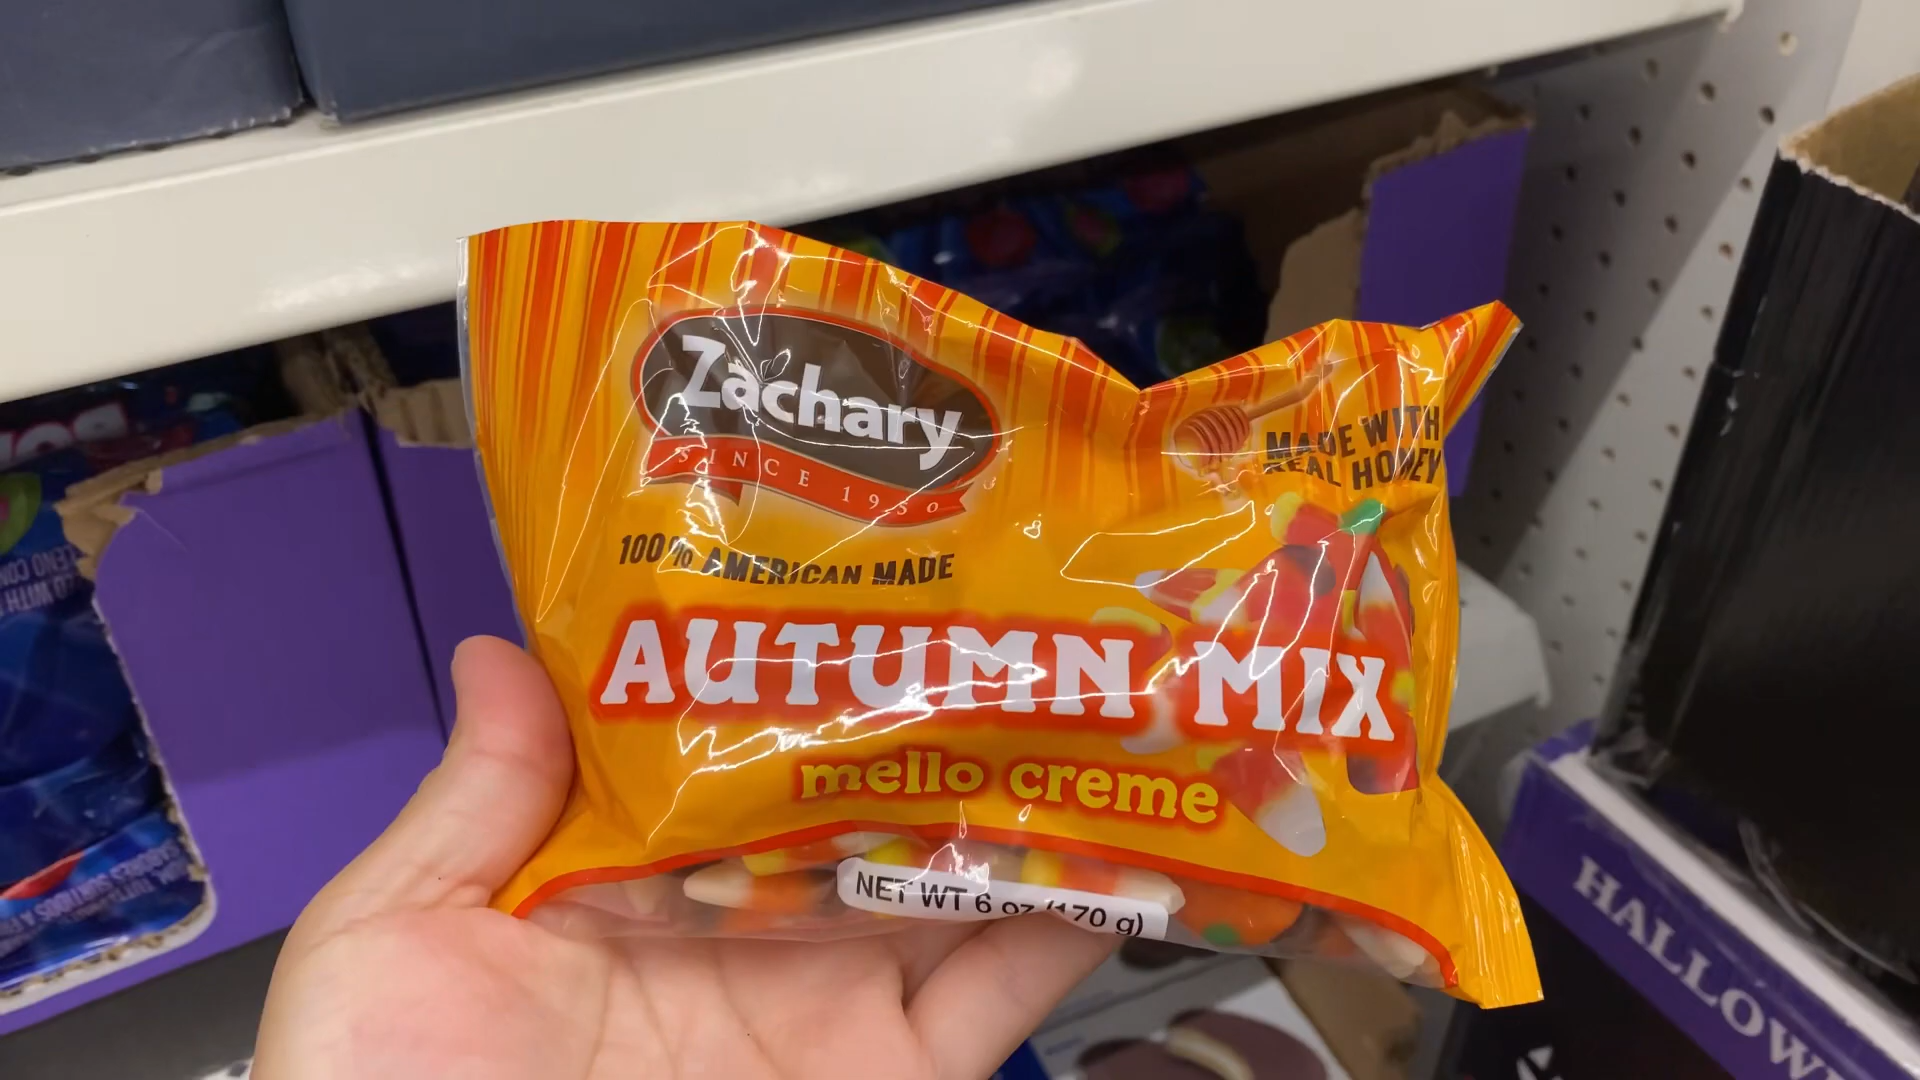 Zachary
SINCE 1950
MADE WITH
REAL HONEY
100% AMERICAN MADE
AUTUMN MIX
mello creme
NET WT 6 oz (170 g)
HALLOW